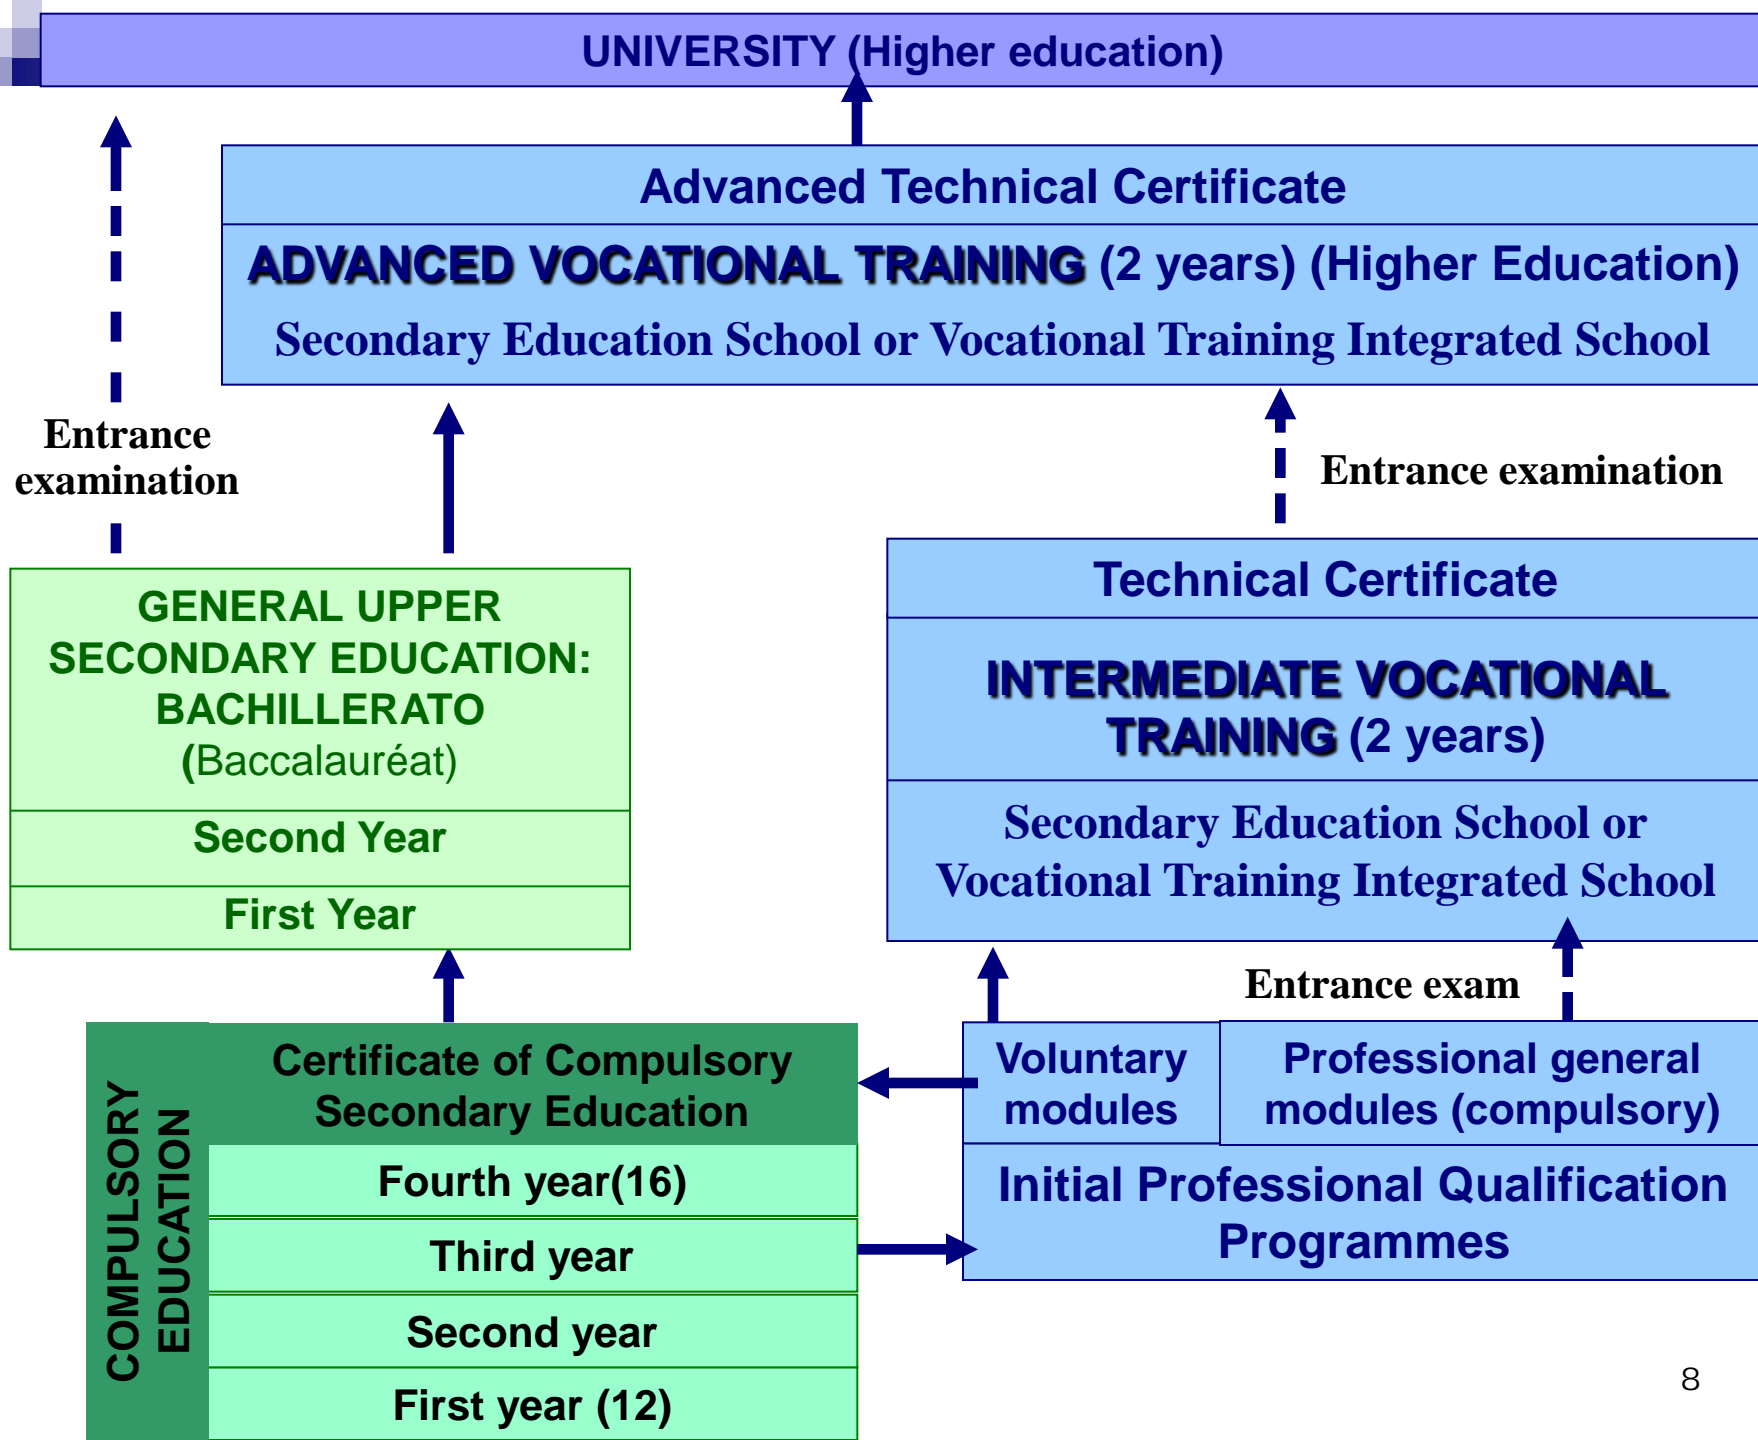 UNIVERSITY (Higher education)
Advanced Technical Certificate
ADVANCED VOCATIONAL TRAINING (2 years) (Higher Education)
Secondary Education School or Vocational Training Integrated School
Entrance
examination
Entrance examination
GENERAL UPPER
SECONDARY EDUCATION:
BACHILLERATO
(Baccalauréat)
Second Year
First Year
Technical Certificate
INTERMEDIATE VOCATIONAL
TRAINING (2 years)
Secondary Education School or
Vocational Training Integrated School
Entrance exam
COMPULSORY
EDUCATION
Certificate of Compulsory
Secondary Education
Fourth year(16)
Third year
Second year
First year (12)
Voluntary
modules
Professional general
modules (compulsory)
Initial Professional Qualification
Programmes
8